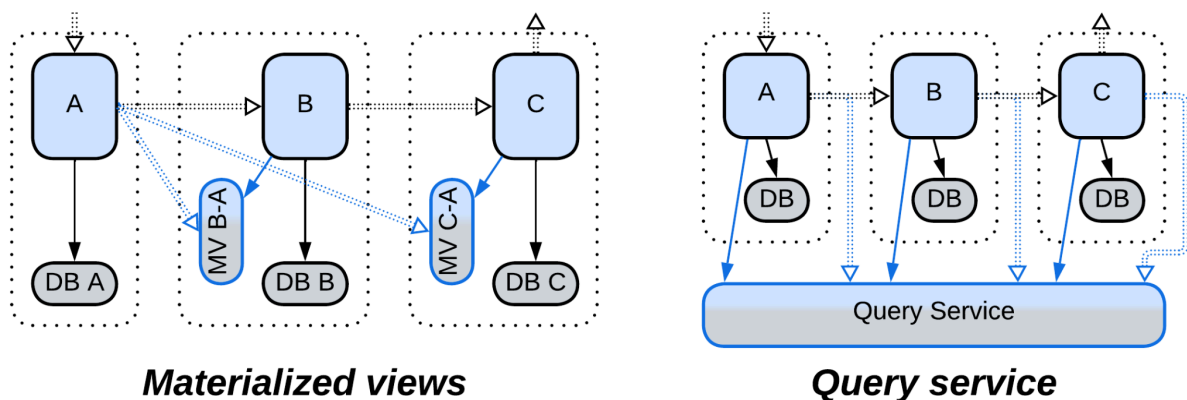 A
B
C
MV B-A
MV C-A
DB A
DB B
DB C
Materialized views
A
B
C
DB
DB
DB
Query Service
Query service